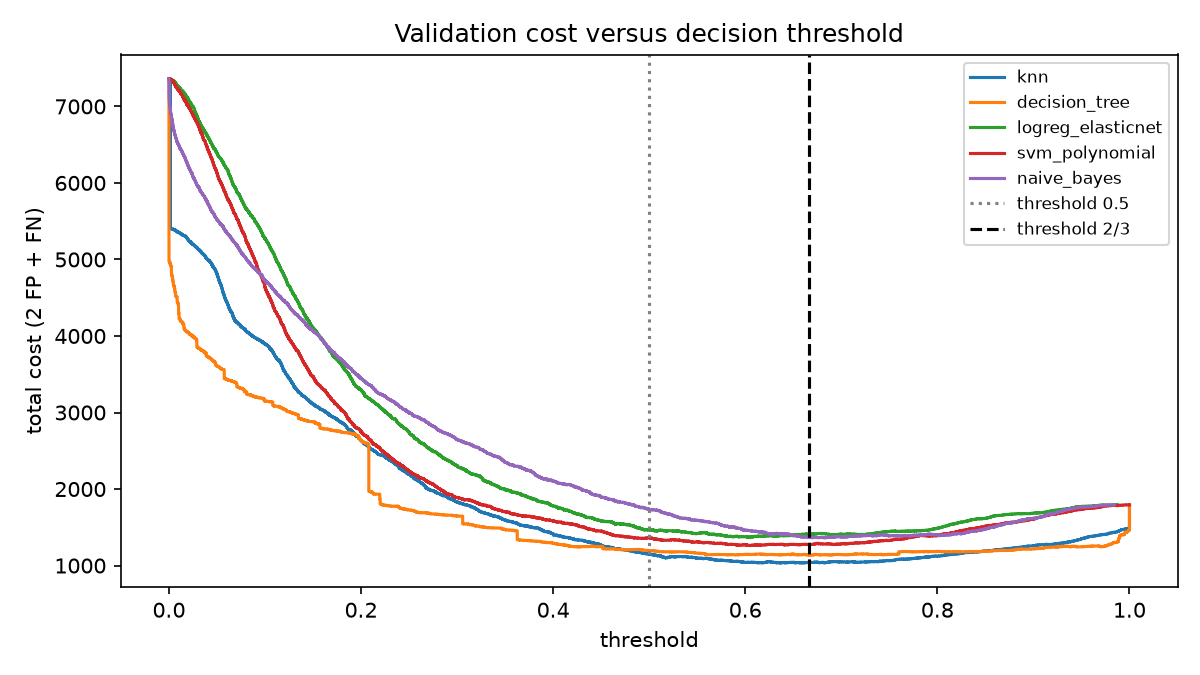 Validation cost versus decision threshold
total cost (2 FP + FN)
7000
6000
5000
4000
3000
2000
1000
knn
decision_tree
logreg_elasticnet
svm_polynomial
naive_bayes
threshold 0.5
threshold 2/3
0.0 0.2 0.4 0.6 0.8 1.0
threshold